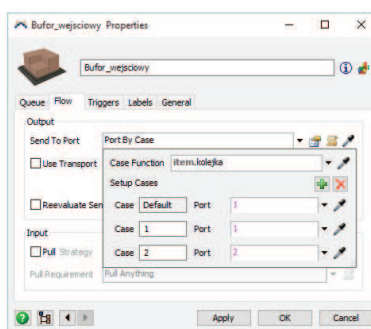 Bufor_wejsciowy Properties
Bufor_wejsciowy
Queue Flow Triggers Labels General
Output
Send To Port Port By Case
Use Transport Case Function item.kolejka
Setup Cases
Reevaluate Sen Case Default Port 1
Case 1 Port 1
Input
Pull Strategy Case 2 Port 2
Pull Requirement Pull Anything
Apply OK Cancel